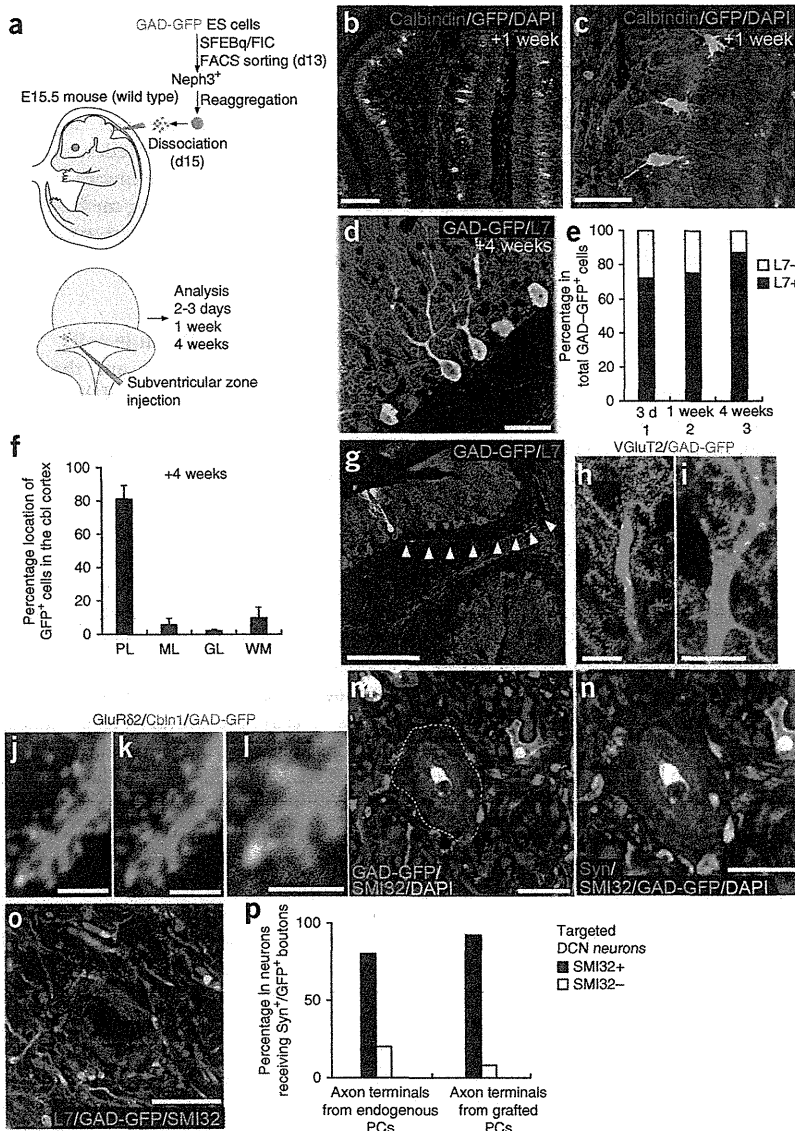 a
GAD-GFP ES cells
SFEBq/FIC
FACS sorting (d13)
Neph3+
E15.5 mouse (wild type)
Reaggregation
Dissociation
(d15)
Analysis
2-3 days
1 week
4 weeks
Subventricular zone
injection
b
Calbindin/GFP/DAPI
+1 week
c
Calbindin/GFP/DAPI
+1 week
d
GAD-GFP/L7
+4 weeks
e
Percentage in
total GAD–GFP+ cells
100
80
60
40
20
0
L7–
L7+
3 d
1 week
4 weeks
1
2
3
f
+4 weeks
Percentage location of
GFP+ cells in the cbl cortex
100
80
60
40
20
0
PL
ML
GL
WM
g
GAD-GFP/L7
VGluT2/GAD-GFP
h
i
GluRδ2/Cbln1/GAD-GFP
j
k
l
m
GAD-GFP/
SMI32/DAPI
n
Syn/
SMI32/GAD-GFP/DAPI
o
L7/GAD-GFP/SMI32
p
Percentage in neurons
receiving Syn+/GFP+ boutons
100
50
0
Axon terminals
from endogenous
PCs
Axon terminals
from grafted
PCs
Targeted
DCN neurons
SMI32+
SMI32–